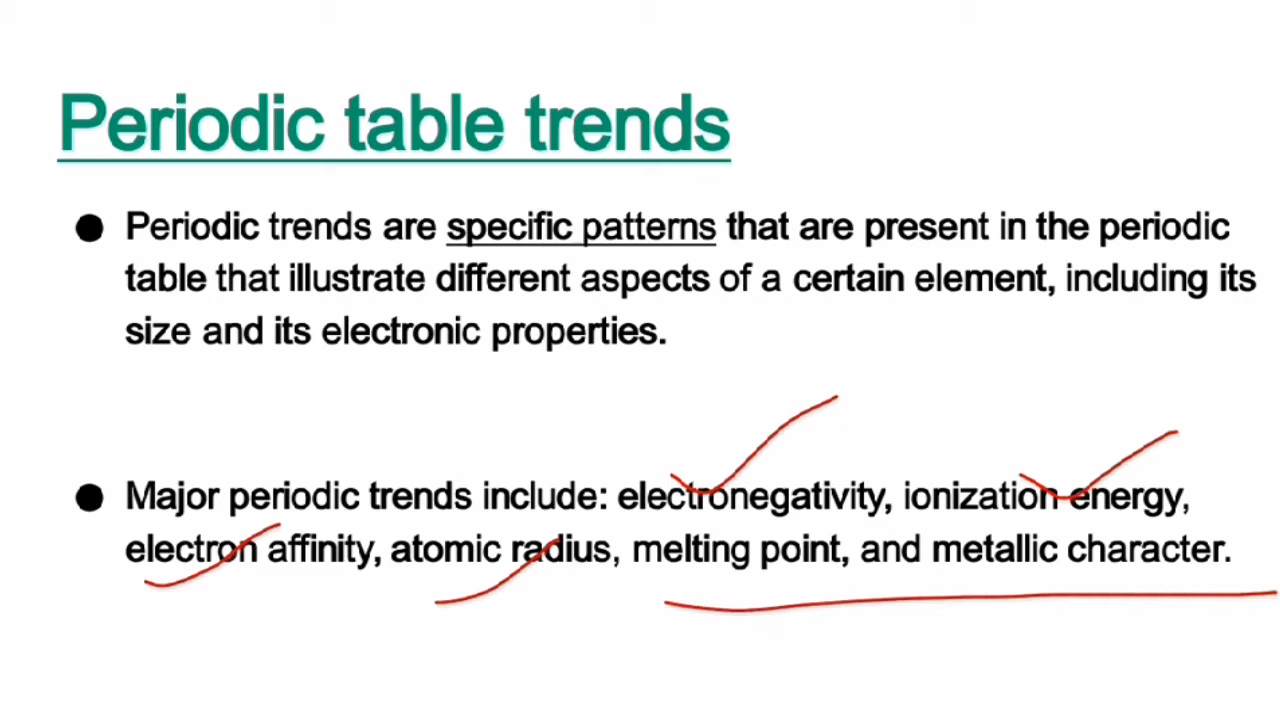 Periodic table trends
● Periodic trends are specific patterns that are present in the periodic
table that illustrate different aspects of a certain element, including its
size and its electronic properties.
● Major periodic trends include: electronegativity, ionization energy,
electron affinity, atomic radius, melting point, and metallic character.